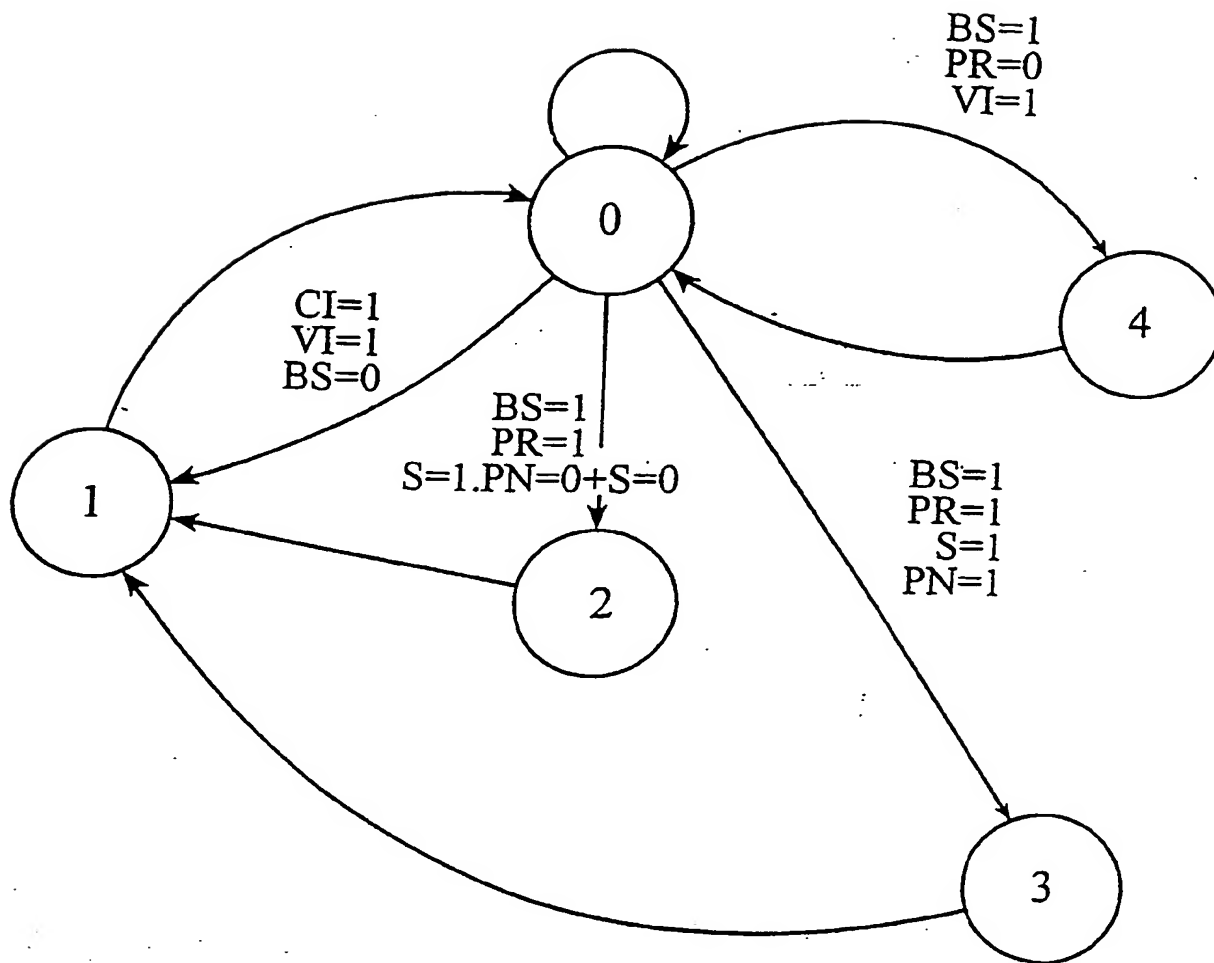 BS=1
PR=0
VI=1
0
4
CI=1
VI=1
BS=0
BS=1
PR=1
S=1.PN=0+S=0
BS=1
PR=1
S=1
PN=1
1
2
3